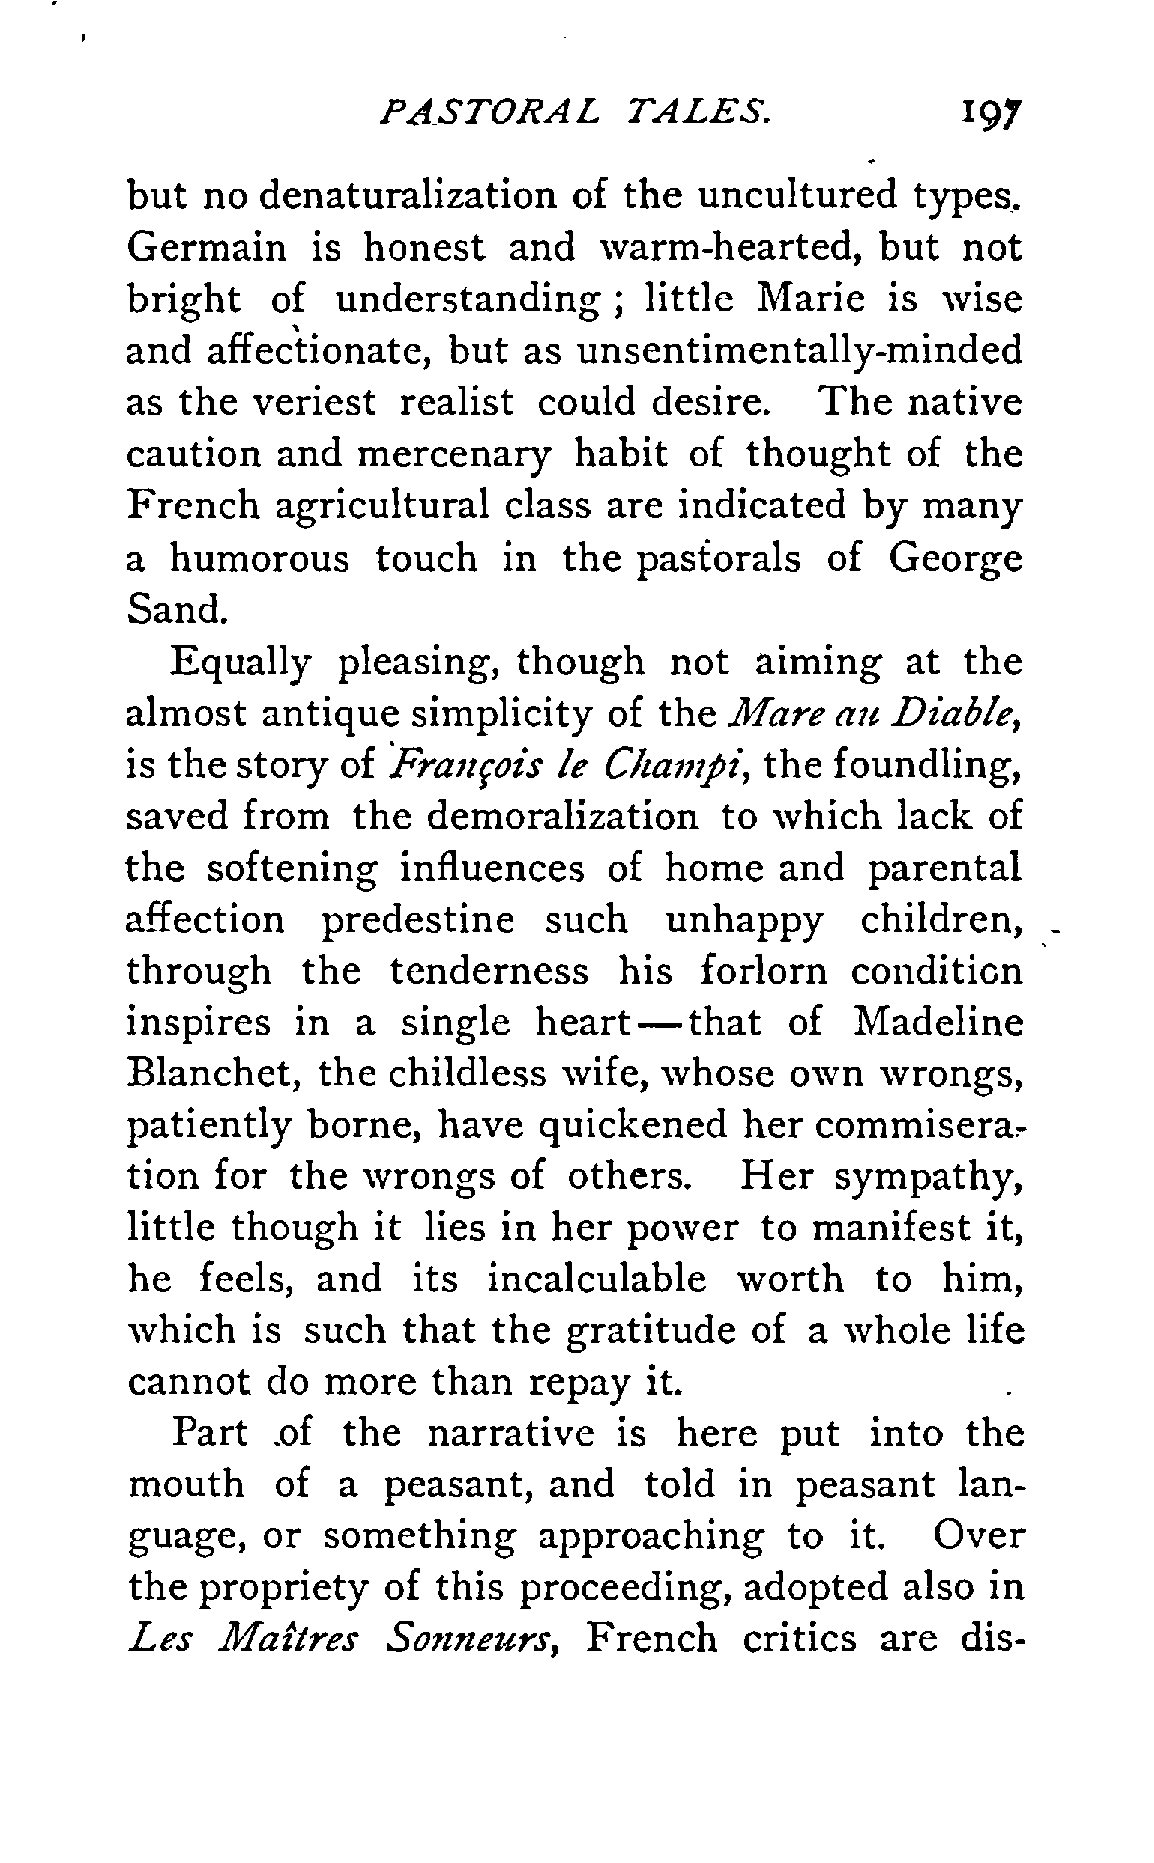 PASTORAL TALES. 197
but no denaturalization of the uncultured types.
Germain is honest and warm-hearted, but not
bright of understanding ; little Marie is wise
and affectionate, but as unsentimentally-minded
as the veriest realist could desire. The native
caution and mercenary habit of thought of the
French agricultural class are indicated by many
a humorous touch in the pastorals of George
Sand.
Equally pleasing, though not aiming at the
almost antique simplicity of the Mare au Diable,
is the story of François le Champi, the foundling,
saved from the demoralization to which lack of
the softening influences of home and parental
affection predestine such unhappy children,
through the tenderness his forlorn condition
inspires in a single heart—that of Madeline
Blanchet, the childless wife, whose own wrongs,
patiently borne, have quickened her commisera-
tion for the wrongs of others. Her sympathy,
little though it lies in her power to manifest it,
he feels, and its incalculable worth to him,
which is such that the gratitude of a whole life
cannot do more than repay it.
Part of the narrative is here put into the
mouth of a peasant, and told in peasant lan-
guage, or something approaching to it. Over
the propriety of this proceeding, adopted also in
Les Maîtres Sonneurs, French critics are dis-